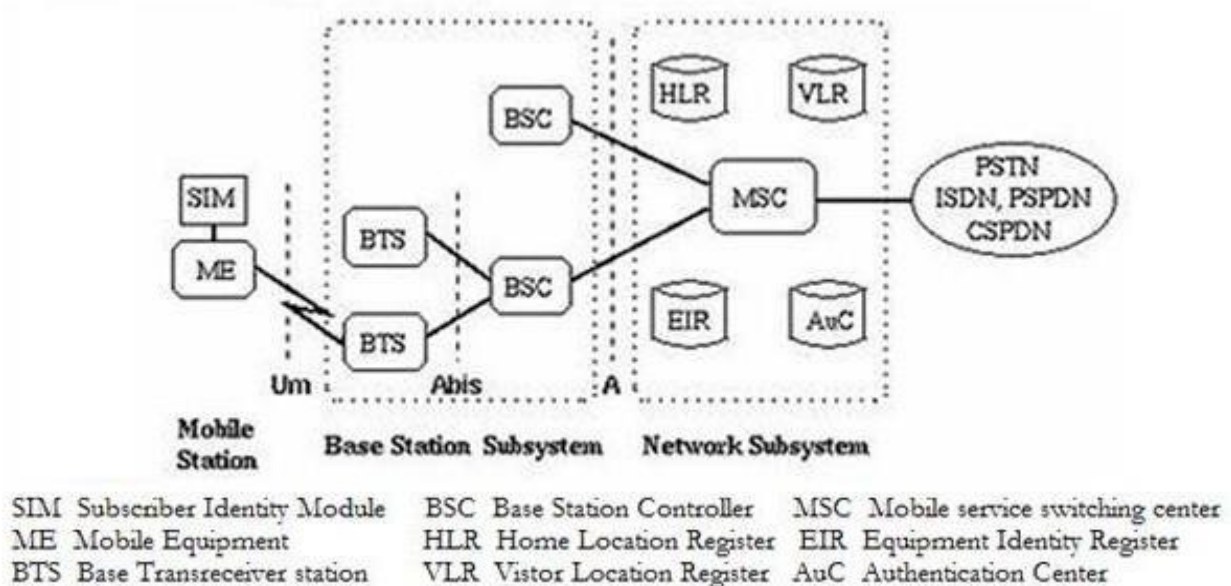 HLR
VLR
BSC
PSTN
ISDN, PSPDN
CSPDN
MSC
SIM
BTS
ME
BSC
EIR
AuC
BTS
Um
Abis
A
Mobile
Station
Base Station Subsystem
Network Subsystem
SIM Subscriber Identity Module
BSC Base Station Controller
MSC Mobile service switching center
ME Mobile Equipment
HLR Home Location Register
EIR Equipment Identity Register
BTS Base Transreceiver station
VLR Vistor Location Register
AuC Authentication Center